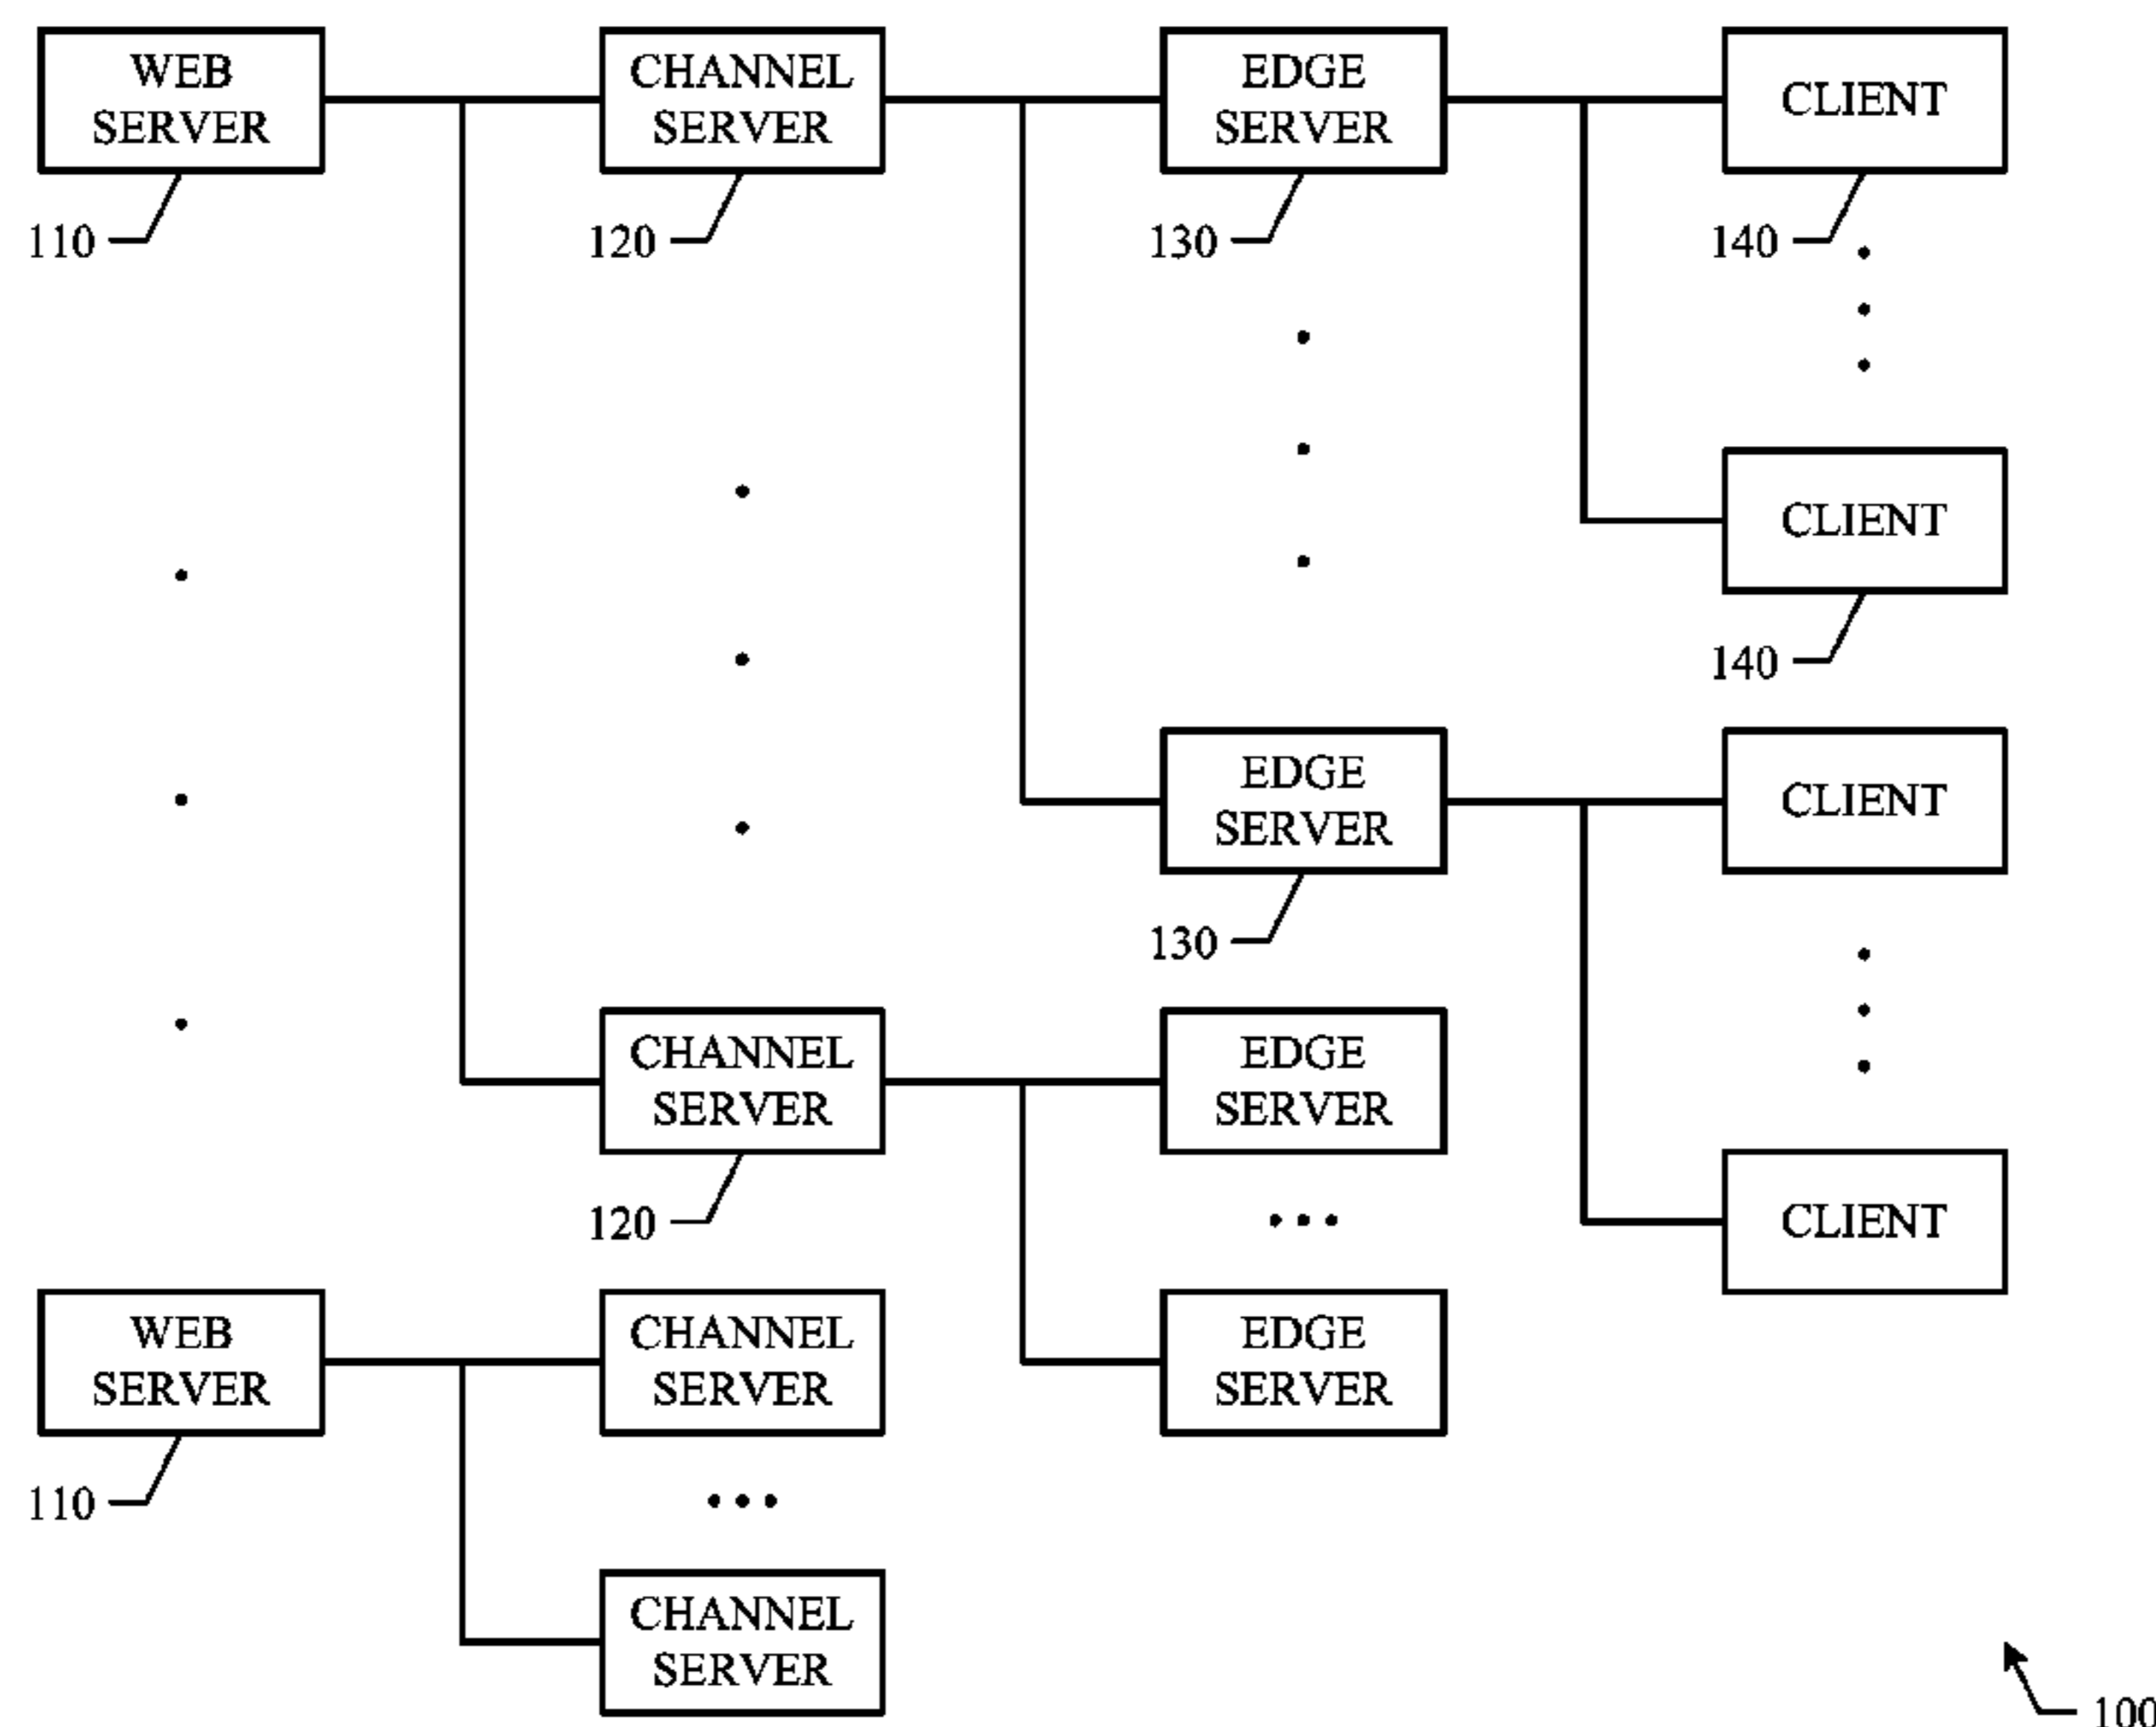 WEB
SERVER
CHANNEL
SERVER
EDGE
SERVER
CLIENT
110
120
130
140
CLIENT
140
EDGE
SERVER
CLIENT
130
CHANNEL
SERVER
EDGE
SERVER
120
CLIENT
WEB
SERVER
CHANNEL
SERVER
EDGE
SERVER
110
CHANNEL
SERVER
100